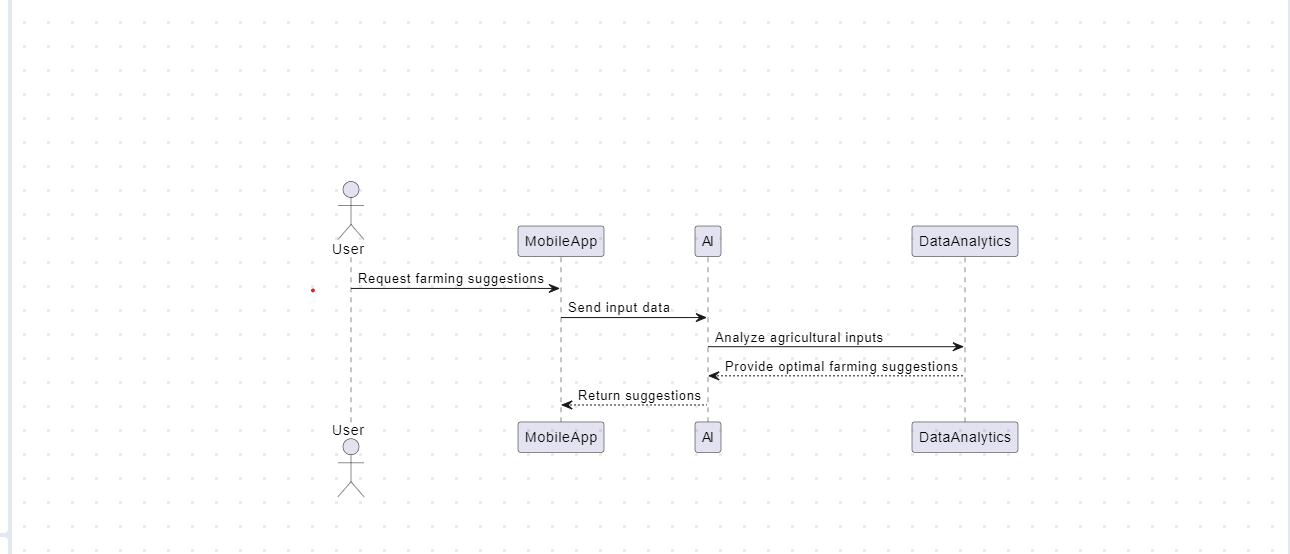 User
MobileApp
AI
DataAnalytics
Request farming suggestions
Send input data
Analyze agricultural inputs
Provide optimal farming suggestions
Return suggestions
User
MobileApp
AI
DataAnalytics